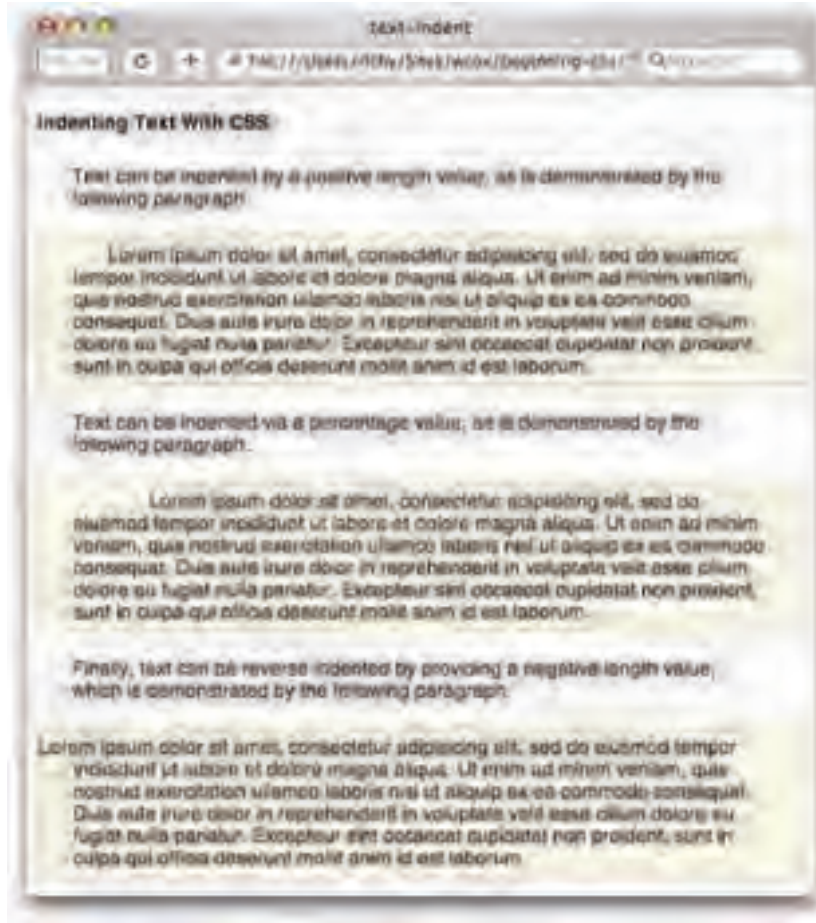 text-indent
Indenting Text With CSS
Text can be indented by a positive length value, as is demonstrated by the
following paragraph.
Lorem ipsum dolor sit amet, consectetur adipisicing elit, sed do eiusmod
tempor incididunt ut labore et dolore magna aliqua. Ut enim ad minim veniam,
quis nostrud exercitation ullamco laboris nisi ut aliquip ex ea commodo
consequat. Duis aute irure dolor in reprehenderit in voluptate velit esse cillum
dolore eu fugiat nulla pariatur. Excepteur sint occaecat cupidatat non proident,
sunt in culpa qui officia deserunt mollit anim id est laborum.
Text can be indented via a percentage value, as is demonstrated by the
following paragraph.
Lorem ipsum dolor sit amet, consectetur adipisicing elit, sed do
eiusmod tempor incididunt ut labore et dolore magna aliqua. Ut enim ad minim
veniam, quis nostrud exercitation ullamco laboris nisi ut aliquip ex ea commodo
consequat. Duis aute irure dolor in reprehenderit in voluptate velit esse cillum
dolore eu fugiat nulla pariatur. Excepteur sint occaecat cupidatat non proident,
sunt in culpa qui officia deserunt mollit anim id est laborum.
Finally, text can be reverse indented by providing a negative length value,
which is demonstrated by the following paragraph.
Lorem ipsum dolor sit amet, consectetur adipisicing elit, sed do eiusmod tempor
incididunt ut labore et dolore magna aliqua. Ut enim ad minim veniam, quis
nostrud exercitation ullamco laboris nisi ut aliquip ex ea commodo consequat.
Duis aute irure dolor in reprehenderit in voluptate velit esse cillum dolore eu
fugiat nulla pariatur. Excepteur sint occaecat cupidatat non proident, sunt in
culpa qui officia deserunt mollit anim id est laborum.